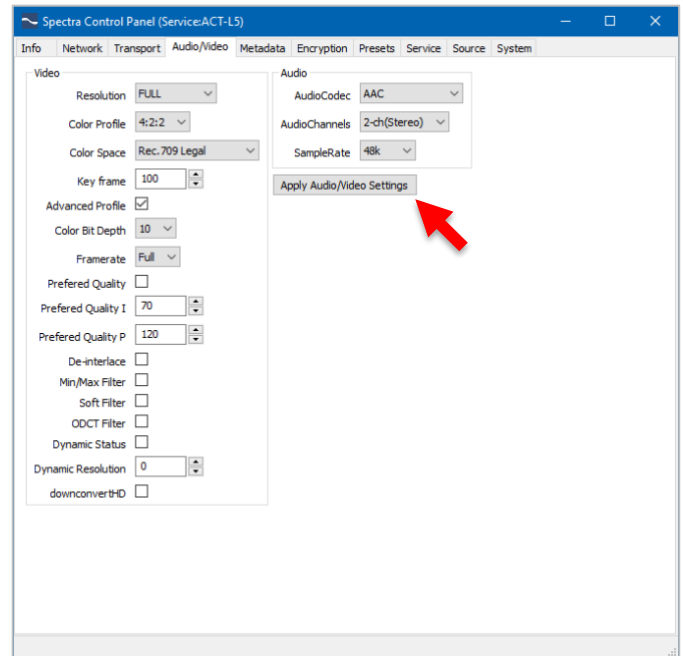 Spectra Control Panel (Service:ACT-L5)
Info Network Transport Audio/Video Metadata Encryption Presets Service Source System
Video
Resolution FULL
Color Profile 4:2:2
Color Space Rec.709 Legal
Key frame 100
Advanced Profile
Color Bit Depth 10
Framerate Full
Prefered Quality
Prefered Quality I 70
Prefered Quality P 120
De-interlace
Min/Max Filter
Soft Filter
ODCT Filter
Dynamic Status
Dynamic Resolution 0
downconvertHD
Audio
AudioCodec AAC
AudioChannels 2-ch(Stereo)
SampleRate 48k
Apply Audio/Video Settings